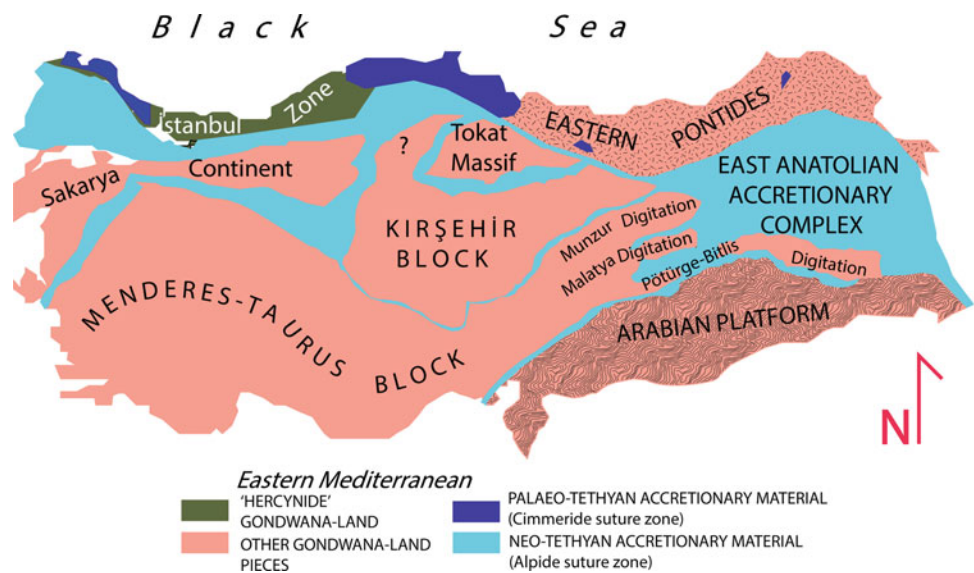 Black Sea
İstanbul Zone
EASTERN PONTIDES
Tokat
Massif
?
Sakarya Continent
EAST ANATOLIAN
ACCRETIONARY
COMPLEX
KIRŞEHİR
BLOCK
Munzur Digitation
Malatya Digitation
Pötürge-Bitlis Digitation
MENDERES-TAURUS BLOCK
ARABIAN PLATFORM
N
Eastern Mediterranean
'HERCYNIDE'
GONDWANA-LAND
OTHER GONDWANA-LAND
PIECES
PALAEO-TETHYAN ACCRETIONARY MATERIAL
(Cimmeride suture zone)
NEO-TETHYAN ACCRETIONARY MATERIAL
(Alpide suture zone)